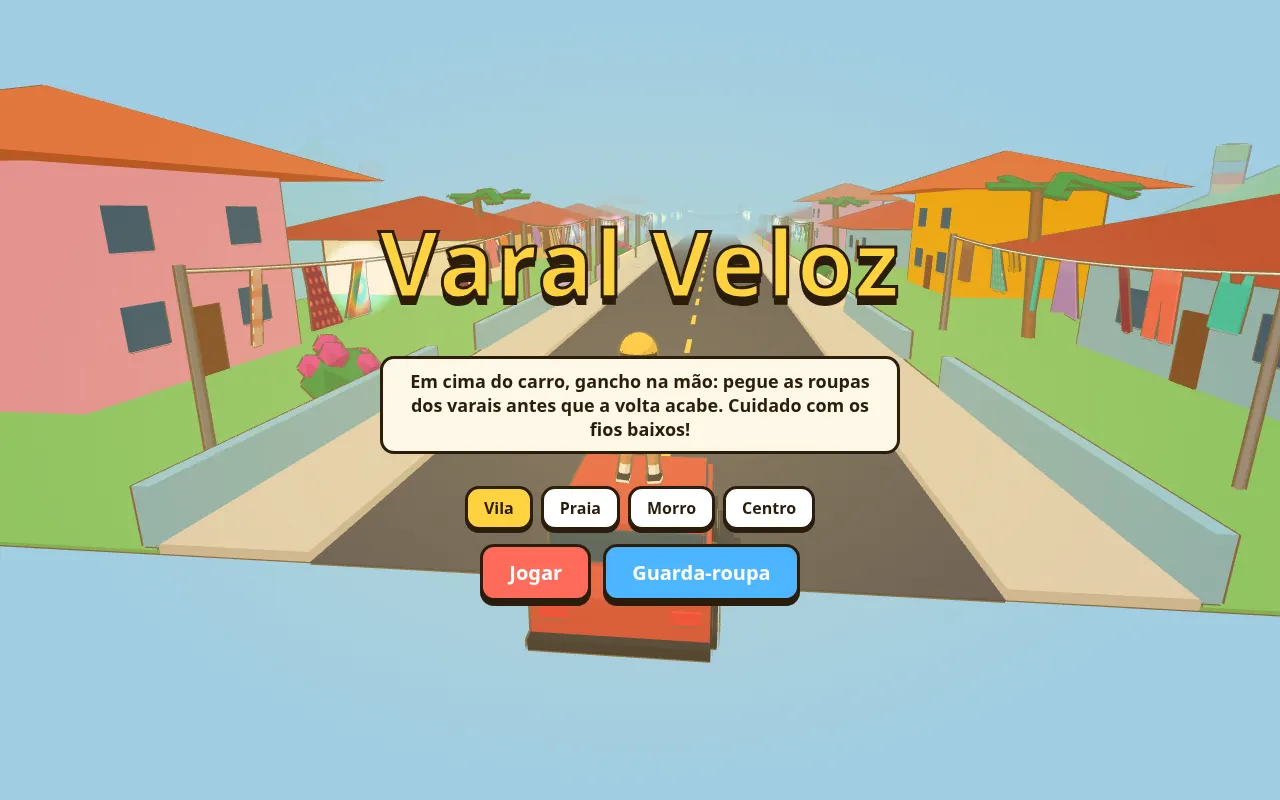 Varal Veloz
Em cima do carro, gancho na mão: pegue as roupas
dos varais antes que a volta acabe. Cuidado com os
fios baixos!
Vila Praia Morro Centro
Jogar Guarda-roupa